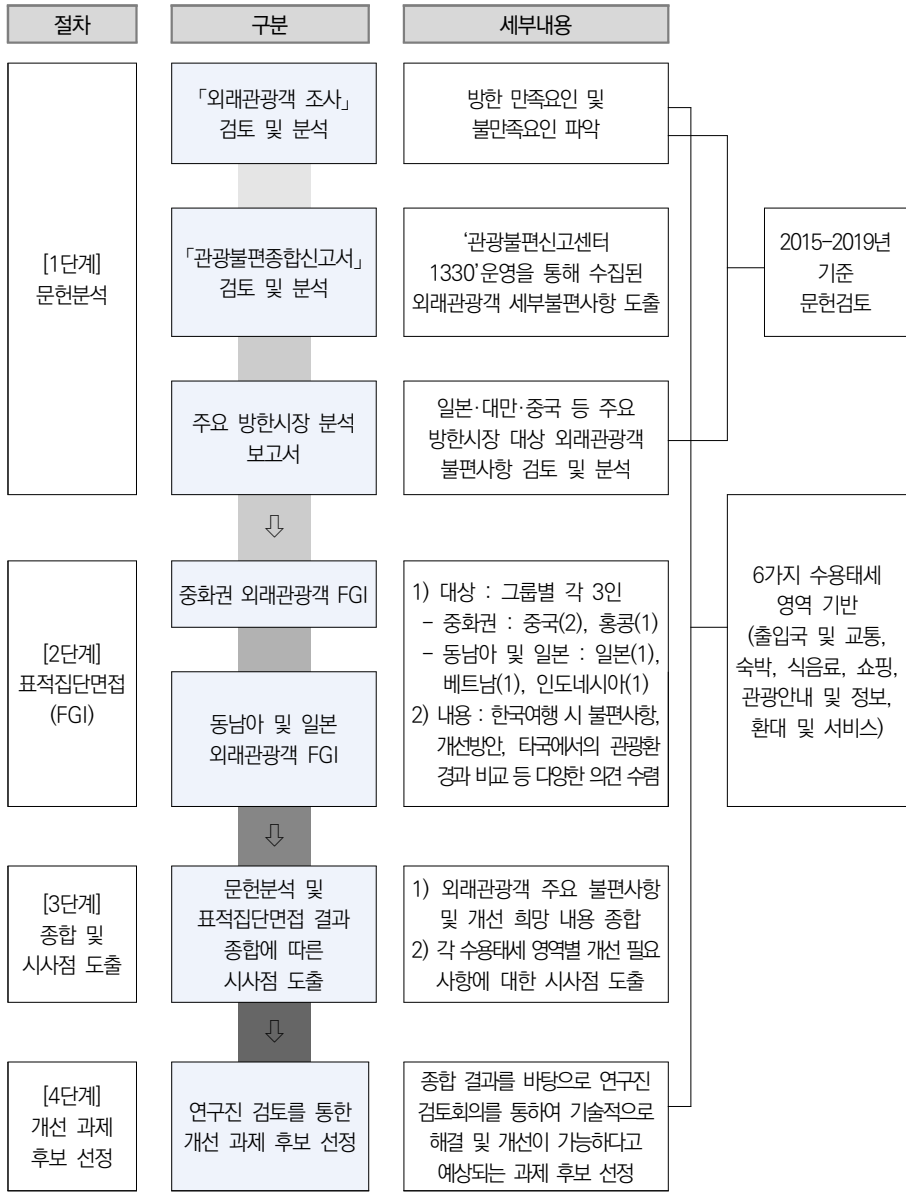 절차
구분
세부내용
[1단계]
문헌분석
「외래관광객 조사」
검토 및 분석
방한 만족요인 및
불만족요인 파악
「관광불편종합신고서」
검토 및 분석
‘관광불편신고센터
1330’운영을 통해 수집된
외래관광객 세부불편사항 도출
주요 방한시장 분석
보고서
일본·대만·중국 등 주요
방한시장 대상 외래관광객
불편사항 검토 및 분석
2015-2019년
기준
문헌검토
⇩
[2단계]
표적집단면접
(FGI)
중화권 외래관광객 FGI
동남아 및 일본
외래관광객 FGI
1) 대상 : 그룹별 각 3인
- 중화권 : 중국(2), 홍콩(1)
- 동남아 및 일본 : 일본(1),
베트남(1), 인도네시아(1)
2) 내용 : 한국여행 시 불편사항,
개선방안, 타국에서의 관광환
경과 비교 등 다양한 의견 수렴
6가지 수용태세
영역 기반
(출입국 및 교통,
숙박, 식음료, 쇼핑,
관광안내 및 정보,
환대 및 서비스)
⇩
[3단계]
종합 및
시사점 도출
문헌분석 및
표적집단면접 결과
종합에 따른
시사점 도출
1) 외래관광객 주요 불편사항
및 개선 희망 내용 종합
2) 각 수용태세 영역별 개선 필요
사항에 대한 시사점 도출
⇩
[4단계]
개선 과제
후보 선정
연구진 검토를 통한
개선 과제 후보 선정
종합 결과를 바탕으로 연구진
검토회의를 통하여 기술적으로
해결 및 개선이 가능하다고
예상되는 과제 후보 선정